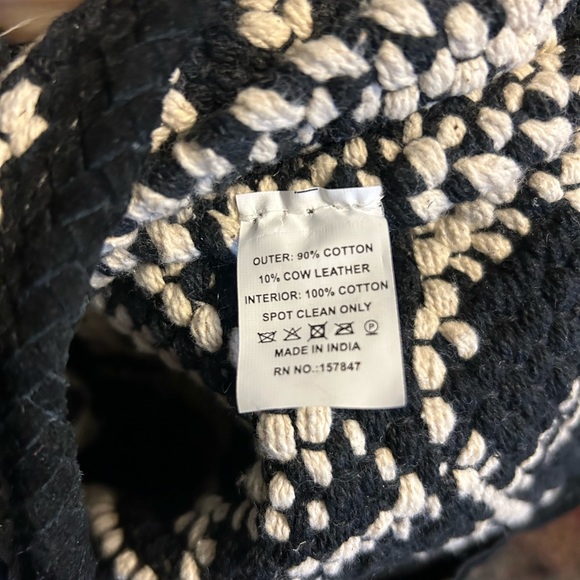 OUTER: 90% COTTON
10% COW LEATHER
INTERIOR: 100% COTTON
SPOT CLEAN ONLY
P
MADE IN INDIA
RN NO.:157847